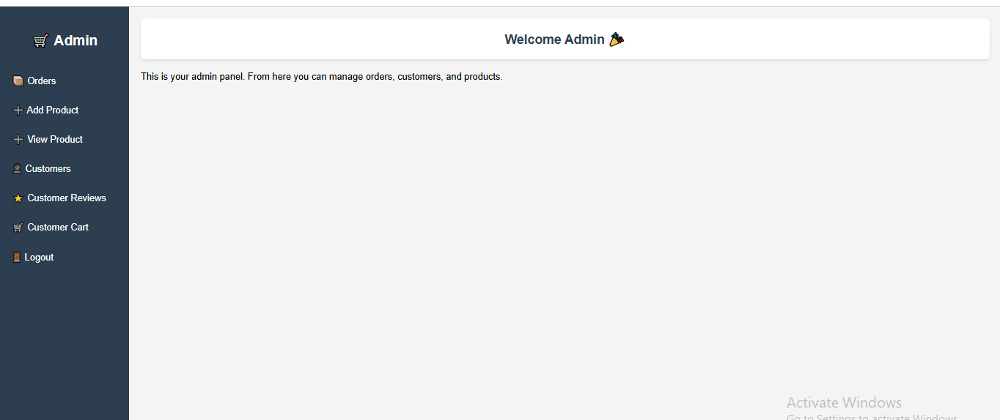 Admin
Orders
Add Product
View Product
Customers
Customer Reviews
Customer Cart
Logout
Welcome Admin
This is your admin panel. From here you can manage orders, customers, and products.
Activate Windows
Go to Settings to activate Windows.